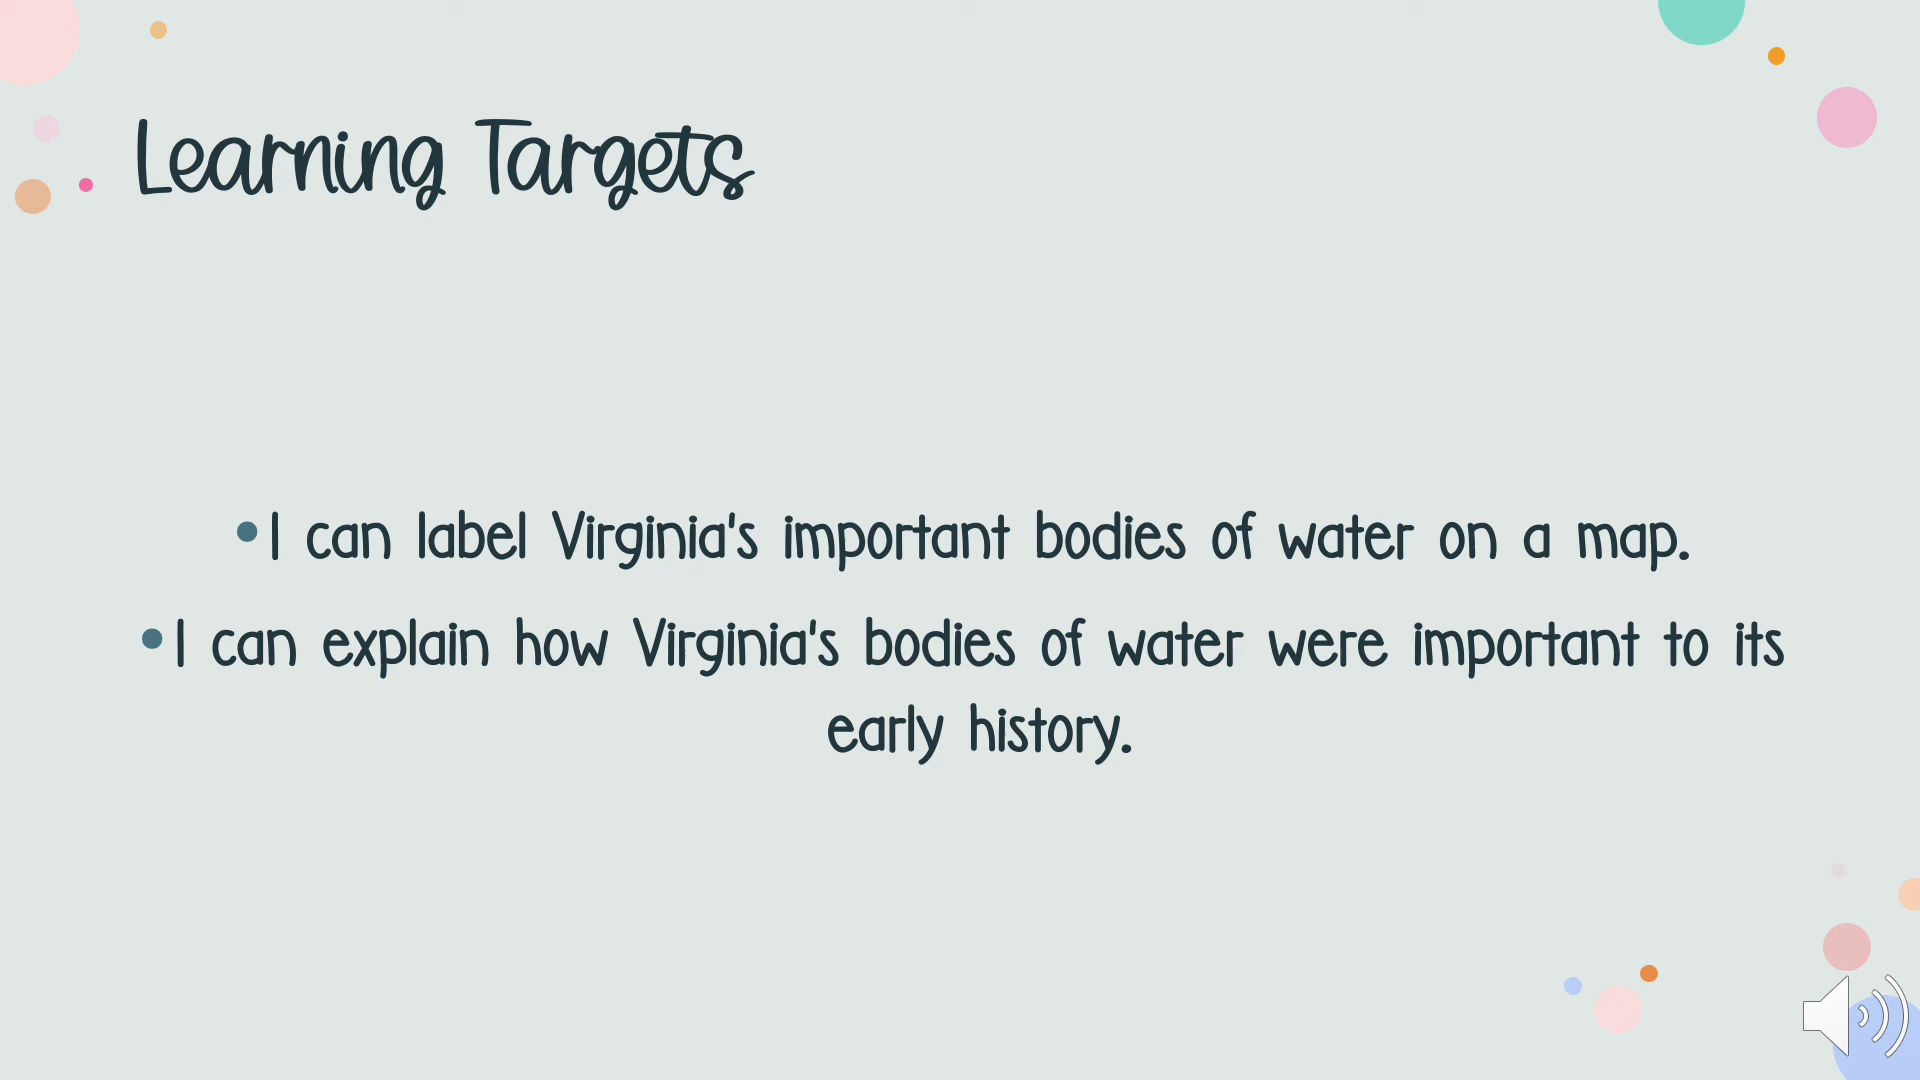 Learning Targets
• I can label Virginia's important bodies of water on a map.
• I can explain how Virginia's bodies of water were important to its
early history.